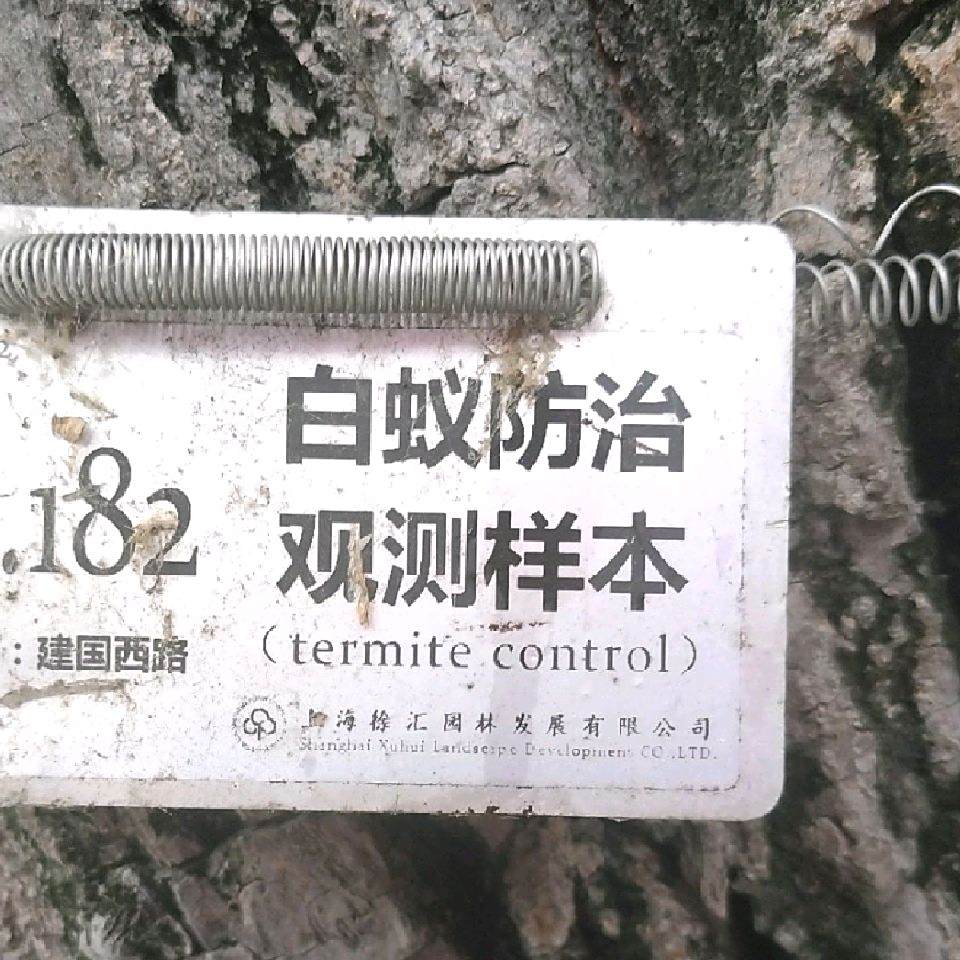 白蚁防治
观测样本
(termite control)
.182
:建国西路
上海徐汇园林发展有限公司
Shanghai Xuhui Landscape Development CO.,LTD.